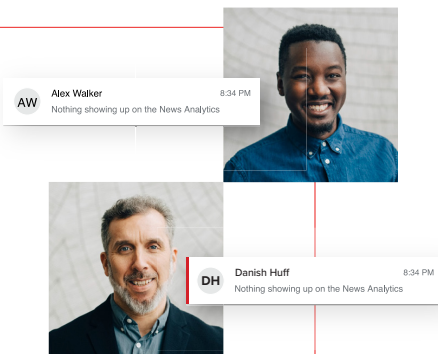 AW
Alex Walker
8:34 PM
Nothing showing up on the News Analytics
DH
Danish Huff
8:34 PM
Nothing showing up on the News Analytics